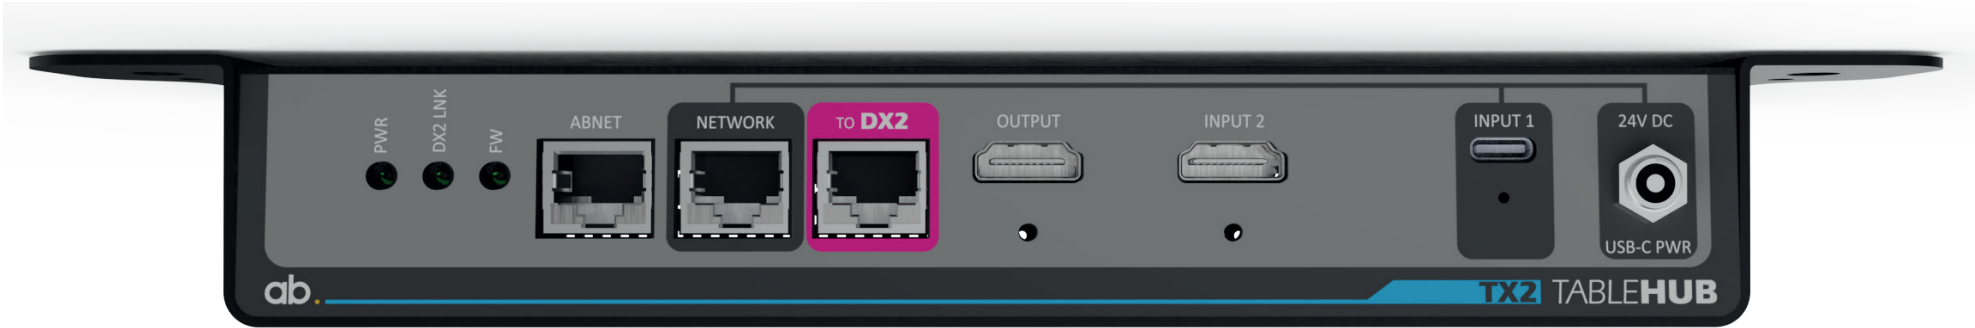 PWR
DX2 LNK
FW
ABNET
NETWORK
TO DX2
OUTPUT
INPUT 2
INPUT 1
24V DC
USB-C PWR
ab.
TX2 TABLEHUB